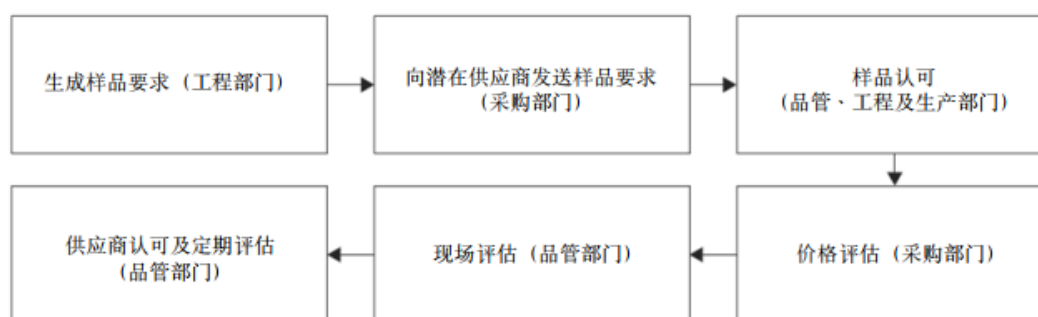 生成样品要求（工程部门）
向潜在供应商发送样品要求
（采购部门）
样品认可
（品管、工程及生产部门）
价格评估（采购部门）
现场评估（品管部门）
供应商认可及定期评估
（品管部门）